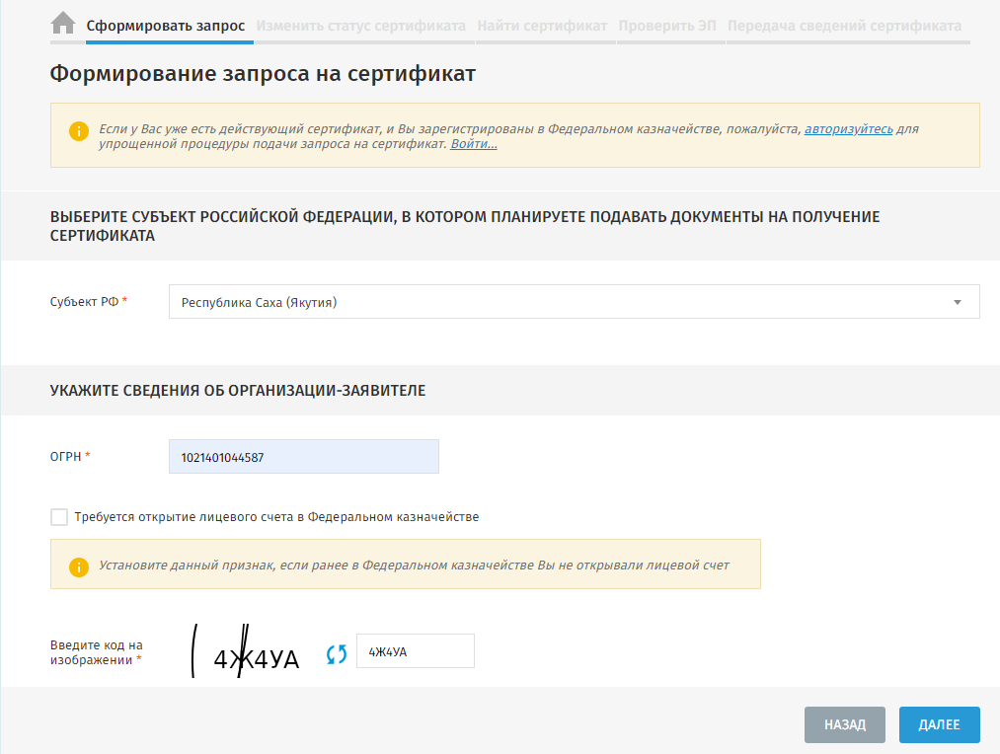 Сформировать запрос Изменить статус сертификата Найти сертификат Проверить ЭП Передача сведений сертификата
Формирование запроса на сертификат
Если у Вас уже есть действующий сертификат, и Вы зарегистрированы в Федеральном казначействе, пожалуйста, авторизуйтесь для
упрощенной процедуры подачи запроса на сертификат. Войти...
ВЫБЕРИТЕ СУБЪЕКТ РОССИЙСКОЙ ФЕДЕРАЦИИ, В КОТОРОМ ПЛАНИРУЕТЕ ПОДАВАТЬ ДОКУМЕНТЫ НА ПОЛУЧЕНИЕ
СЕРТИФИКАТА
Субъект РФ * Республика Саха (Якутия)
УКАЖИТЕ СВЕДЕНИЯ ОБ ОРГАНИЗАЦИИ-ЗАЯВИТЕЛЕ
ОГРН * 1021401044587
Требуется открытие лицевого счета в Федеральном казначействе
Установите данный признак, если ранее в Федеральном казначействе Вы не открывали лицевой счет
Введите код на
изображении *
4Ж4УА 4Ж4УА
НАЗАД ДАЛЕЕ